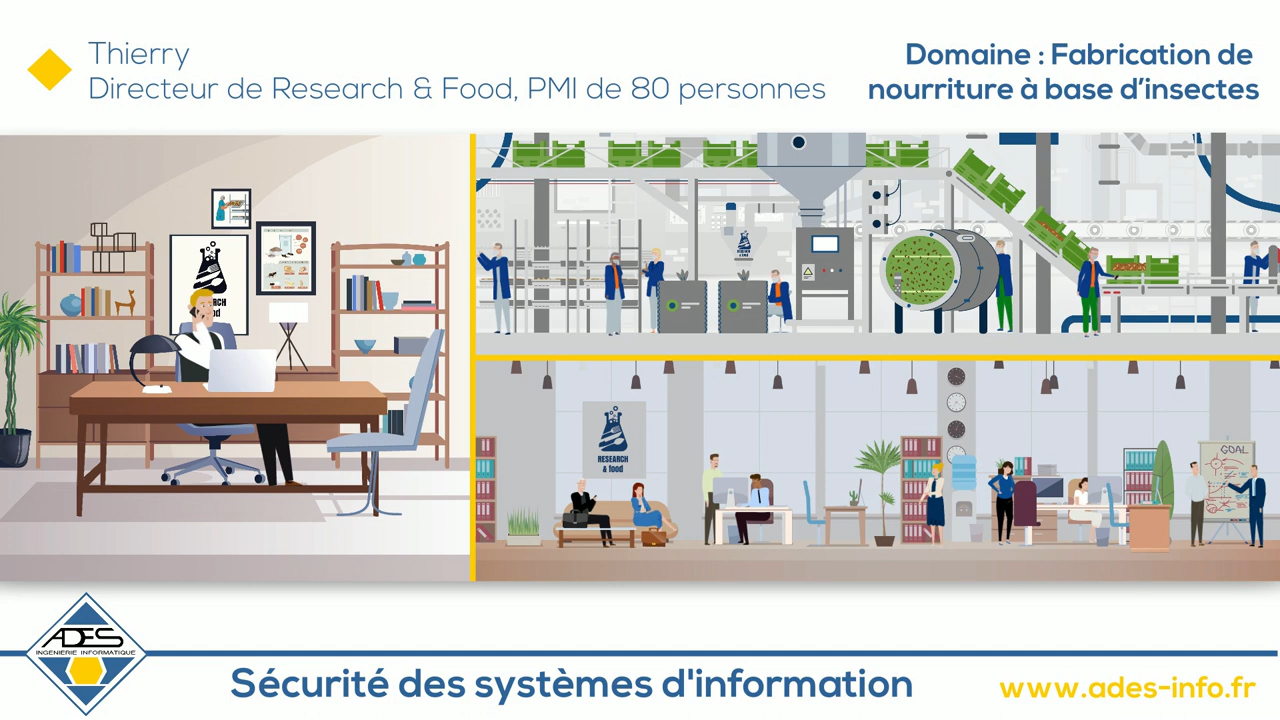 Thierry
Directeur de Research & Food, PMI de 80 personnes
Domaine : Fabrication de
nourriture à base d’insectes
RESEARCH
& food
GOAL
ADES
INGENIERIE INFORMATIQUE
Sécurité des systèmes d'information
www.ades-info.fr